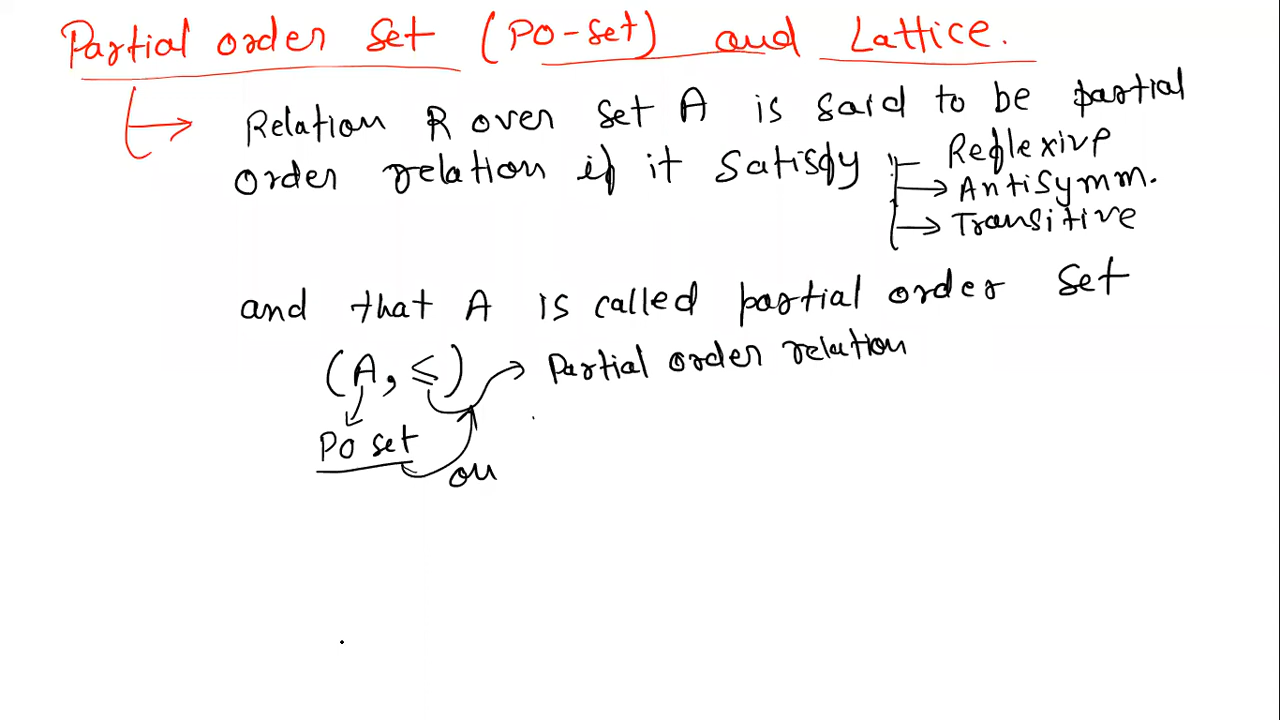 Partial order set (PO-set) and Lattice.
Relation R over set A is said to be partial
order relation if it satisfy
Reflexive
Antisymm.
Transitive
and that A is called partial order set
(A, ≤) Partial order relation
PO set
on